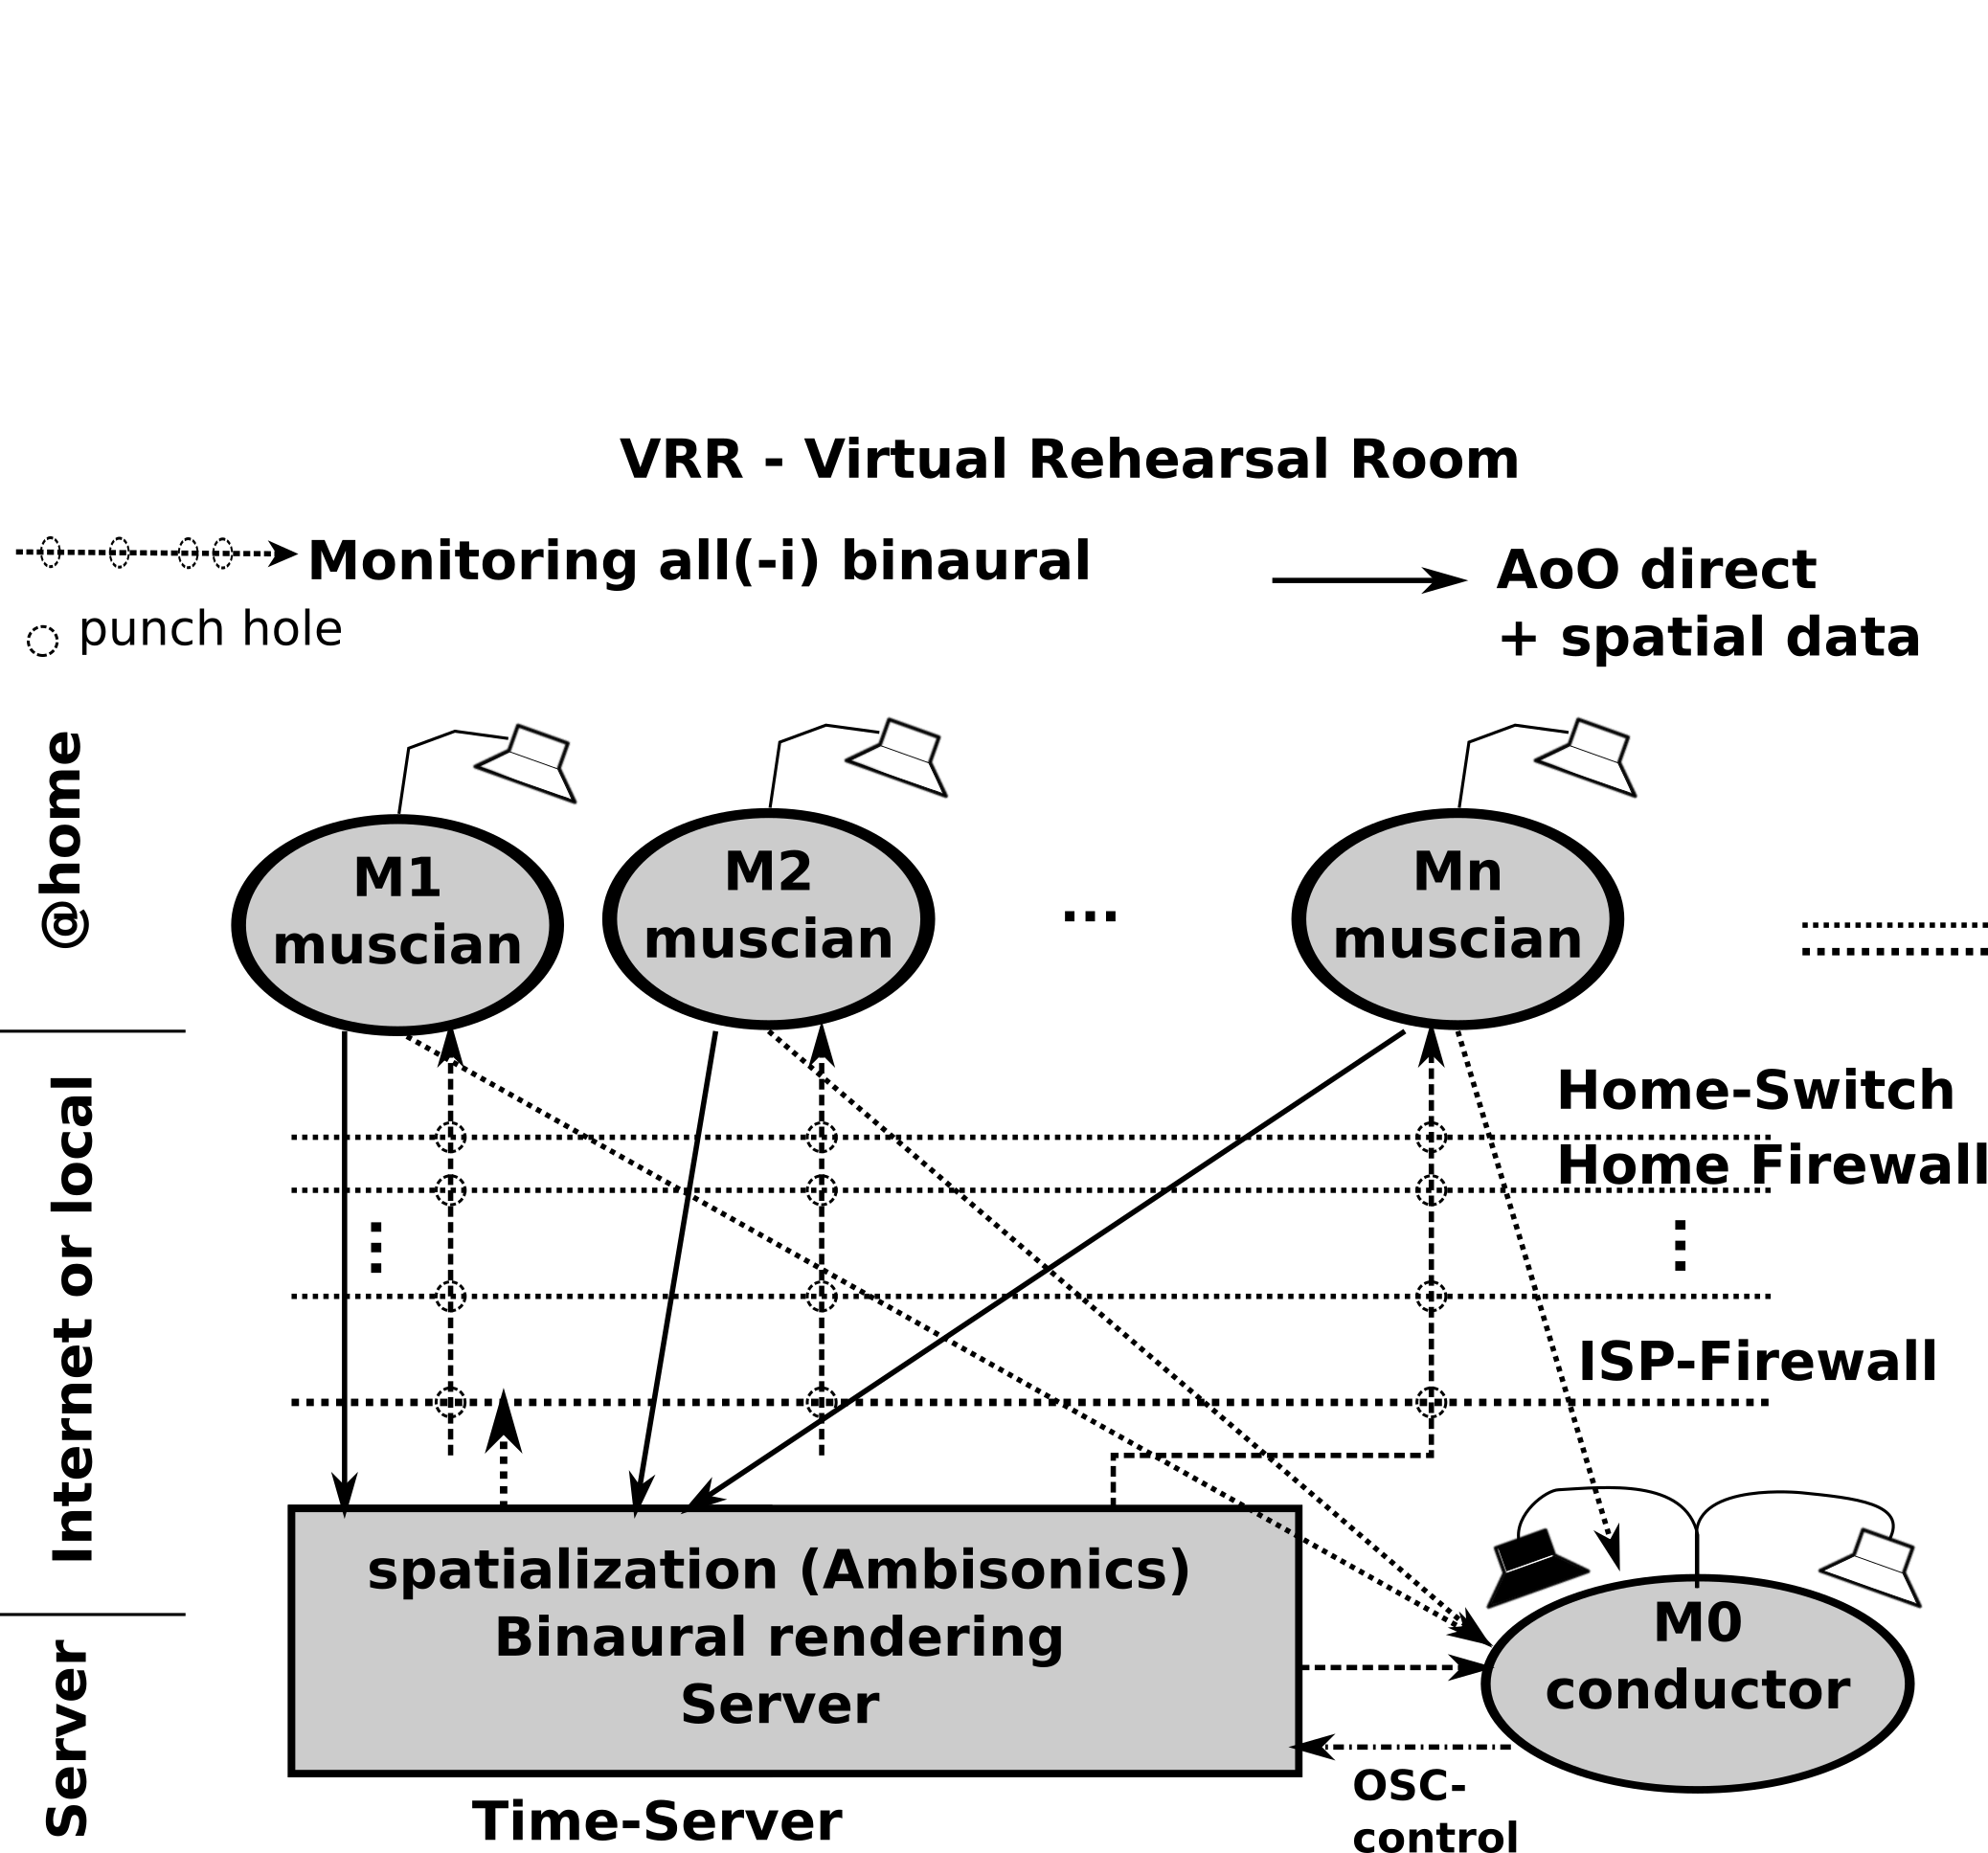 VRR - Virtual Rehearsal Room
Monitoring all(-i) binaural
AoO direct
+ spatial data
punch hole
@home
M1
muscian
M2
muscian
...
Mn
muscian
Internet or local
Home-Switch
Home Firewall
...
...
ISP-Firewall
Server
spatialization (Ambisonics)
Binaural rendering
Server
M0
conductor
OSC-
control
Time-Server